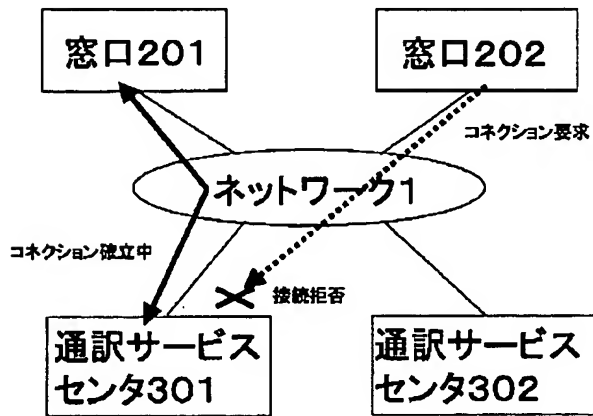 窓口201
窓口202
コネクション要求
ネットワーク1
コネクション確立中
接続拒否
通訳サービス
センタ301
通訳サービス
センタ302